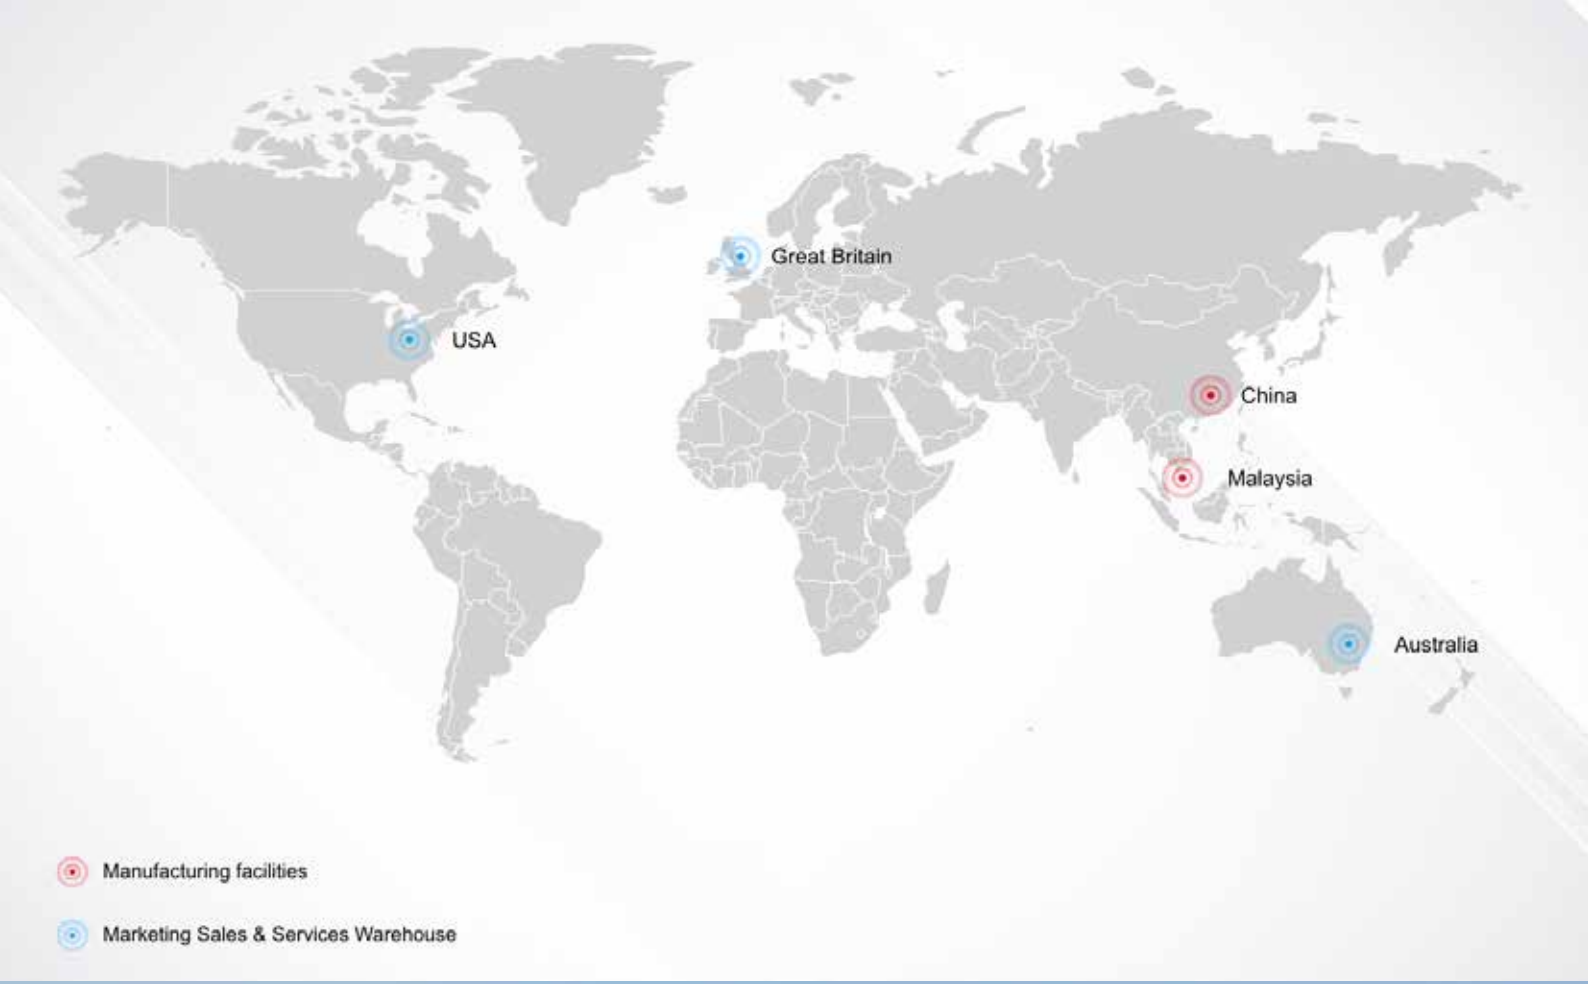 Great Britain
USA
China
Malaysia
Australia
Manufacturing facilities
Marketing Sales & Services Warehouse